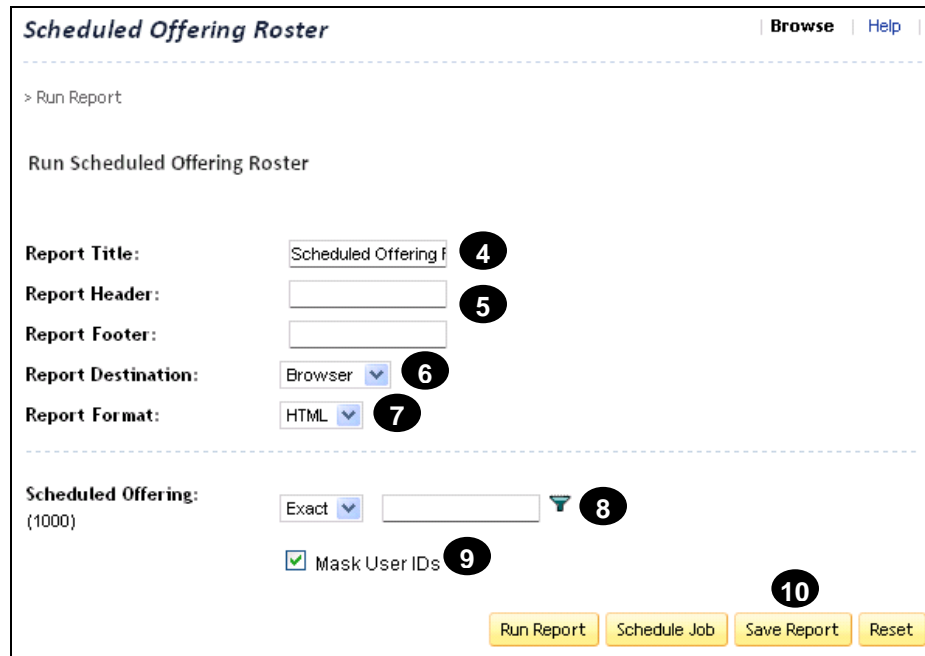 Scheduled Offering Roster | Browse | Help |
> Run Report
Run Scheduled Offering Roster
Report Title: Scheduled Offering 4
Report Header: 5
Report Footer:
Report Destination: Browser 6
Report Format: HTML 7
Scheduled Offering: Exact 8
(1000)
Mask User IDs 9
10
Run Report Schedule Job Save Report Reset